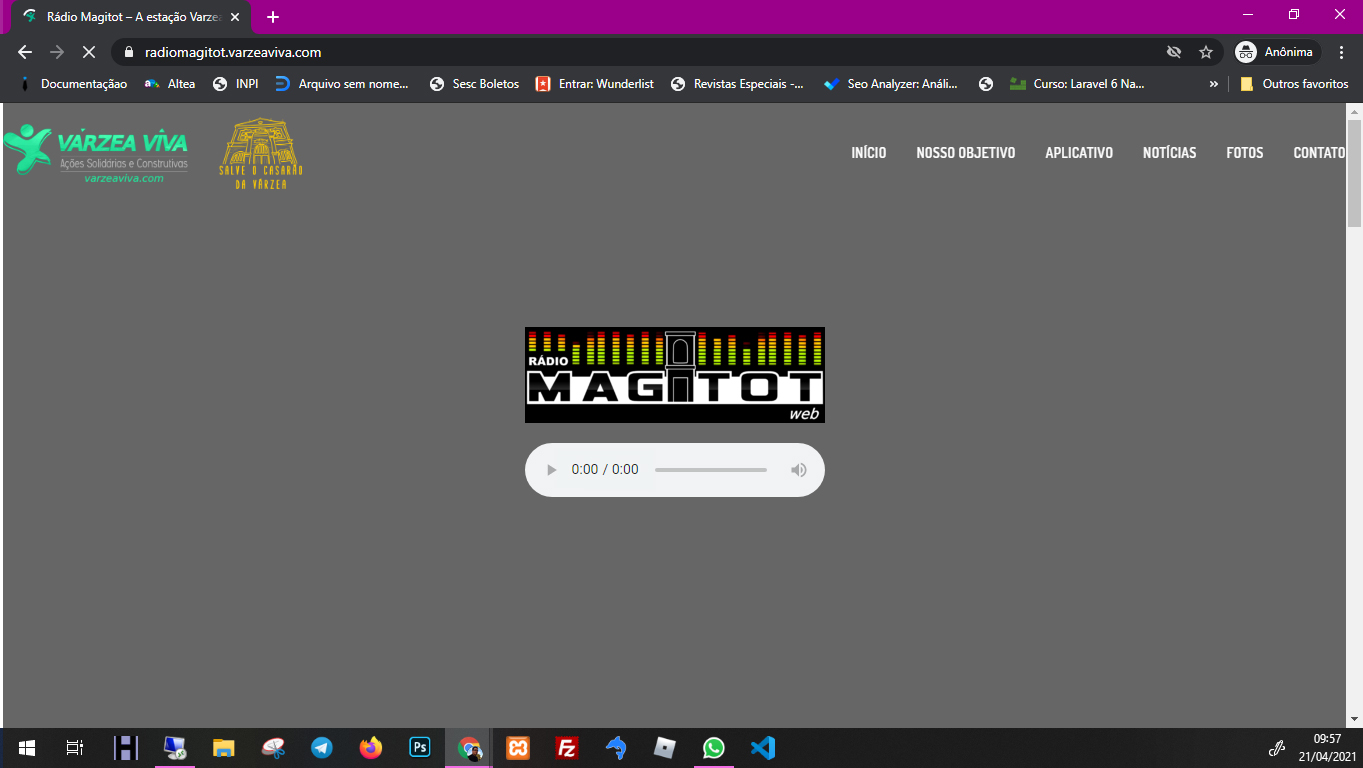 Rádio Magitot – A estação Varzea
radiomagitot.varzeaviva.com
Anônima
Documentaçãao
Altea
INPI
Arquivo sem nome...
Sesc Boletos
Entrar: Wunderlist
Revistas Especiais -...
Seo Analyzer: Análi...
Curso: Laravel 6 Na...
»
Outros favoritos
VÁRZEA VIVA
Ações Solidárias e Construtivas
varzeaviva.com
SALVE O CASARÃO
DA VÁRZEA
INÍCIO
NOSSO OBJETIVO
APLICATIVO
NOTÍCIAS
FOTOS
CONTATO
RÁDIO
MAGITOT
web
0:00 / 0:00
Ps
Fz
09:57
21/04/2021